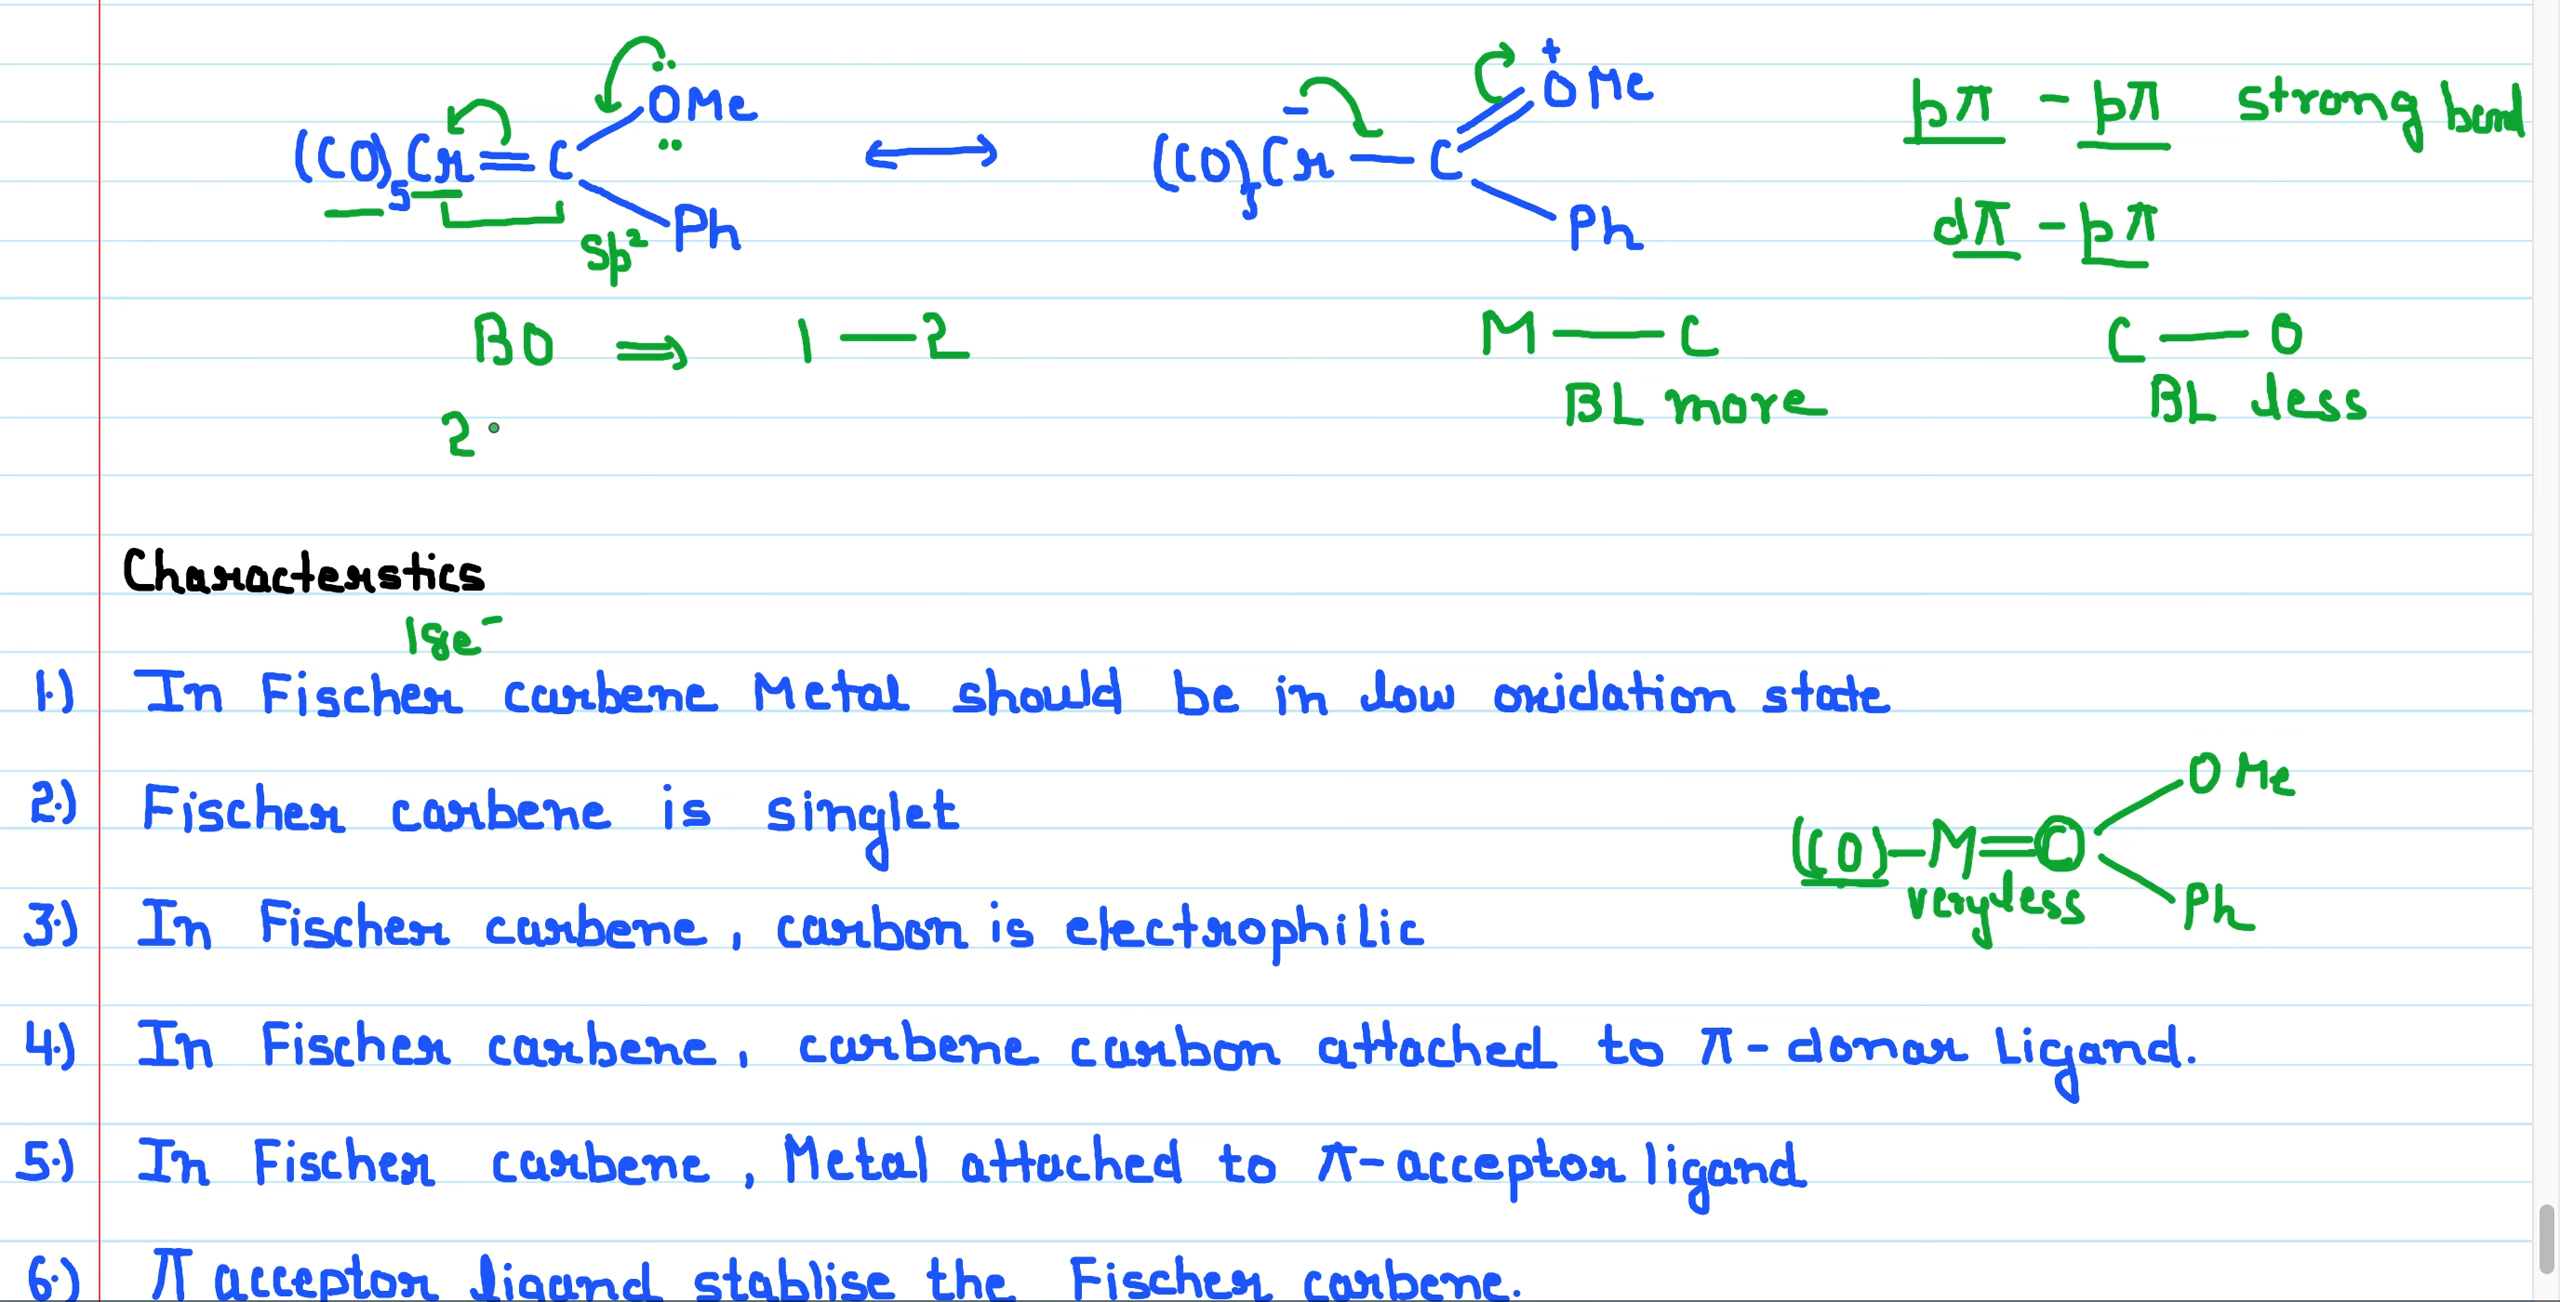 (CO)5Cr=C OMe Ph sp² ⟷ (CO)5Cr—C=OMe Ph − +
pπ - pπ strong bond
dπ - pπ
BO ⇒ 1 — 2
M — C
BL more
C — O
BL less
2
Characterstics
18e⁻
1.) In Fischer carbene Metal should be in low oxidation state
2.) Fischer carbene is singlet
(CO)-M=C OMe Ph
very less
3.) In Fischer carbene, carbon is electrophilic
4.) In Fischer carbene, carbene carbon attached to π-donar Ligand.
5.) In Fischer carbene, Metal attached to π-acceptor ligand
6.) π acceptor ligand stablise the Fischer carbene.